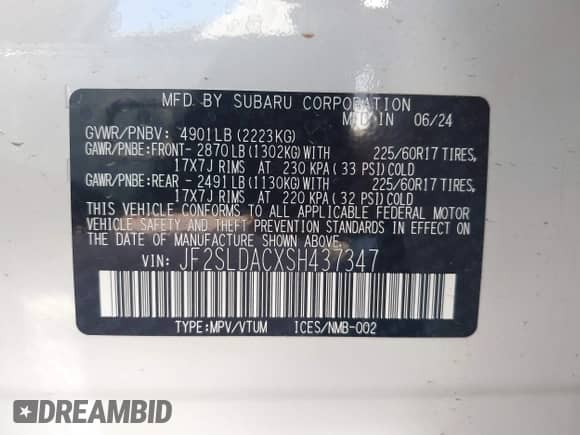 MFD BY SUBARU CORPORATION
MFD IN 06/24
GVWR/PNBV: 4901LB (2223KG)
GAWR/PNBE:FRONT- 2870LB (1302KG)WITH 225/60R17 TIRES,
17X7J RIMS AT 230 KPA (33 PSI)COLD
GAWR/PNBE:REAR - 2491LB (1130KG)WITH 225/60R17 TIRES,
17X7J RIMS AT 220 KPA (32 PSI)COLD
THIS VEHICLE CONFORMS TO ALL APPLICABLE FEDERAL MOTOR
VEHICLE SAFETY AND THEFT PREVENTION STANDARDS IN EFFECT
ON THE DATE OF MANUFACTURE SHOWN ABOVE.
VIN: JF2SLDACXSH437347
TYPE:MPV/VTUM ICES/NMB-002
DREAMBID